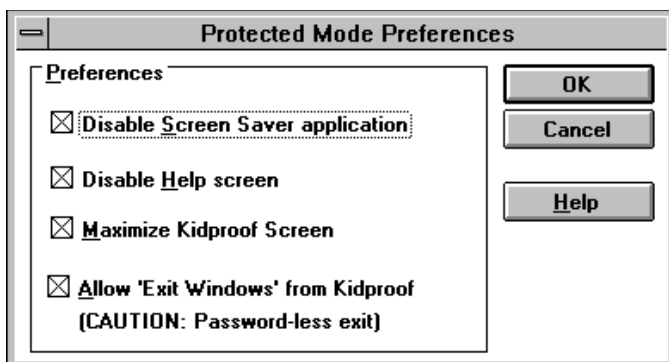 Protected Mode Preferences
Preferences
Disable Screen Saver application
Disable Help screen
Maximize Kidproof Screen
Allow 'Exit Windows' from Kidproof
(CAUTION: Password-less exit)
OK
Cancel
Help